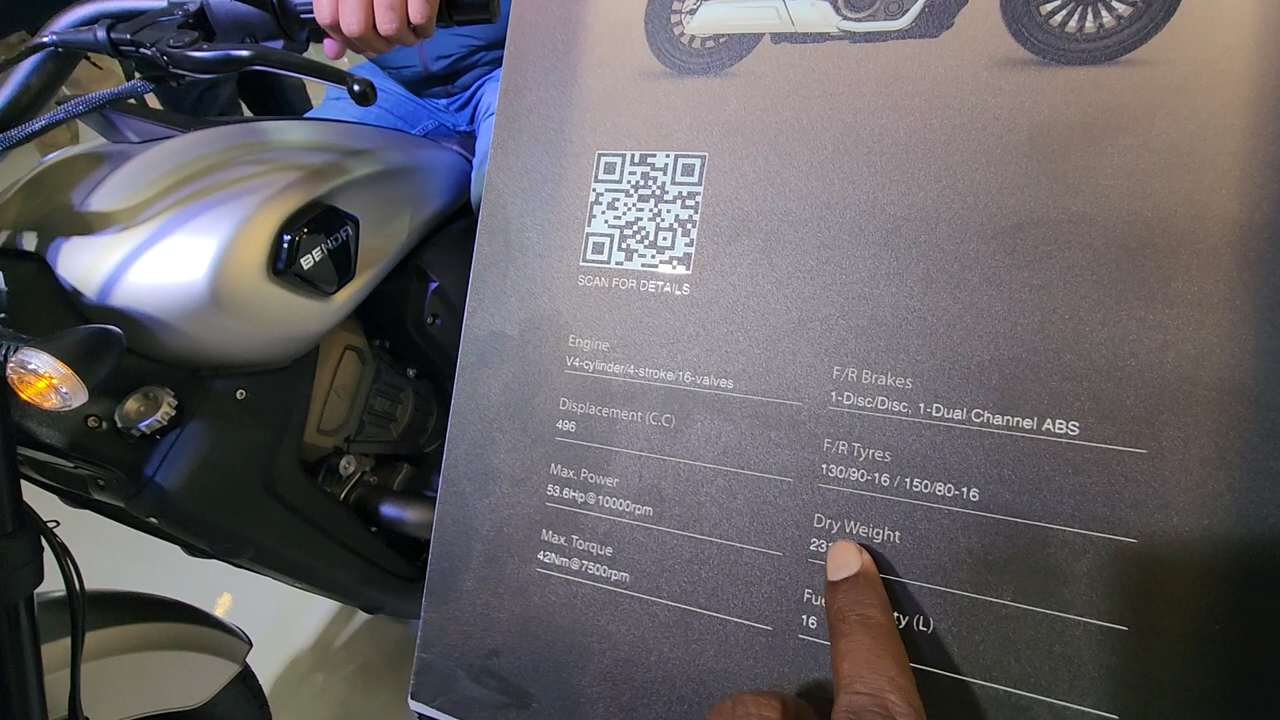 BENDA
SCAN FOR DETAILS
Engine
V4-cylinder/4-stroke/16-valves
Displacement (C.C)
496
Max. Power
53.6Hp@10000rpm
Max. Torque
42Nm@7500rpm
F/R Brakes
1-Disc/Disc, 1-Dual Channel ABS
F/R Tyres
130/90-16 / 150/80-16
Dry Weight
(L)
16